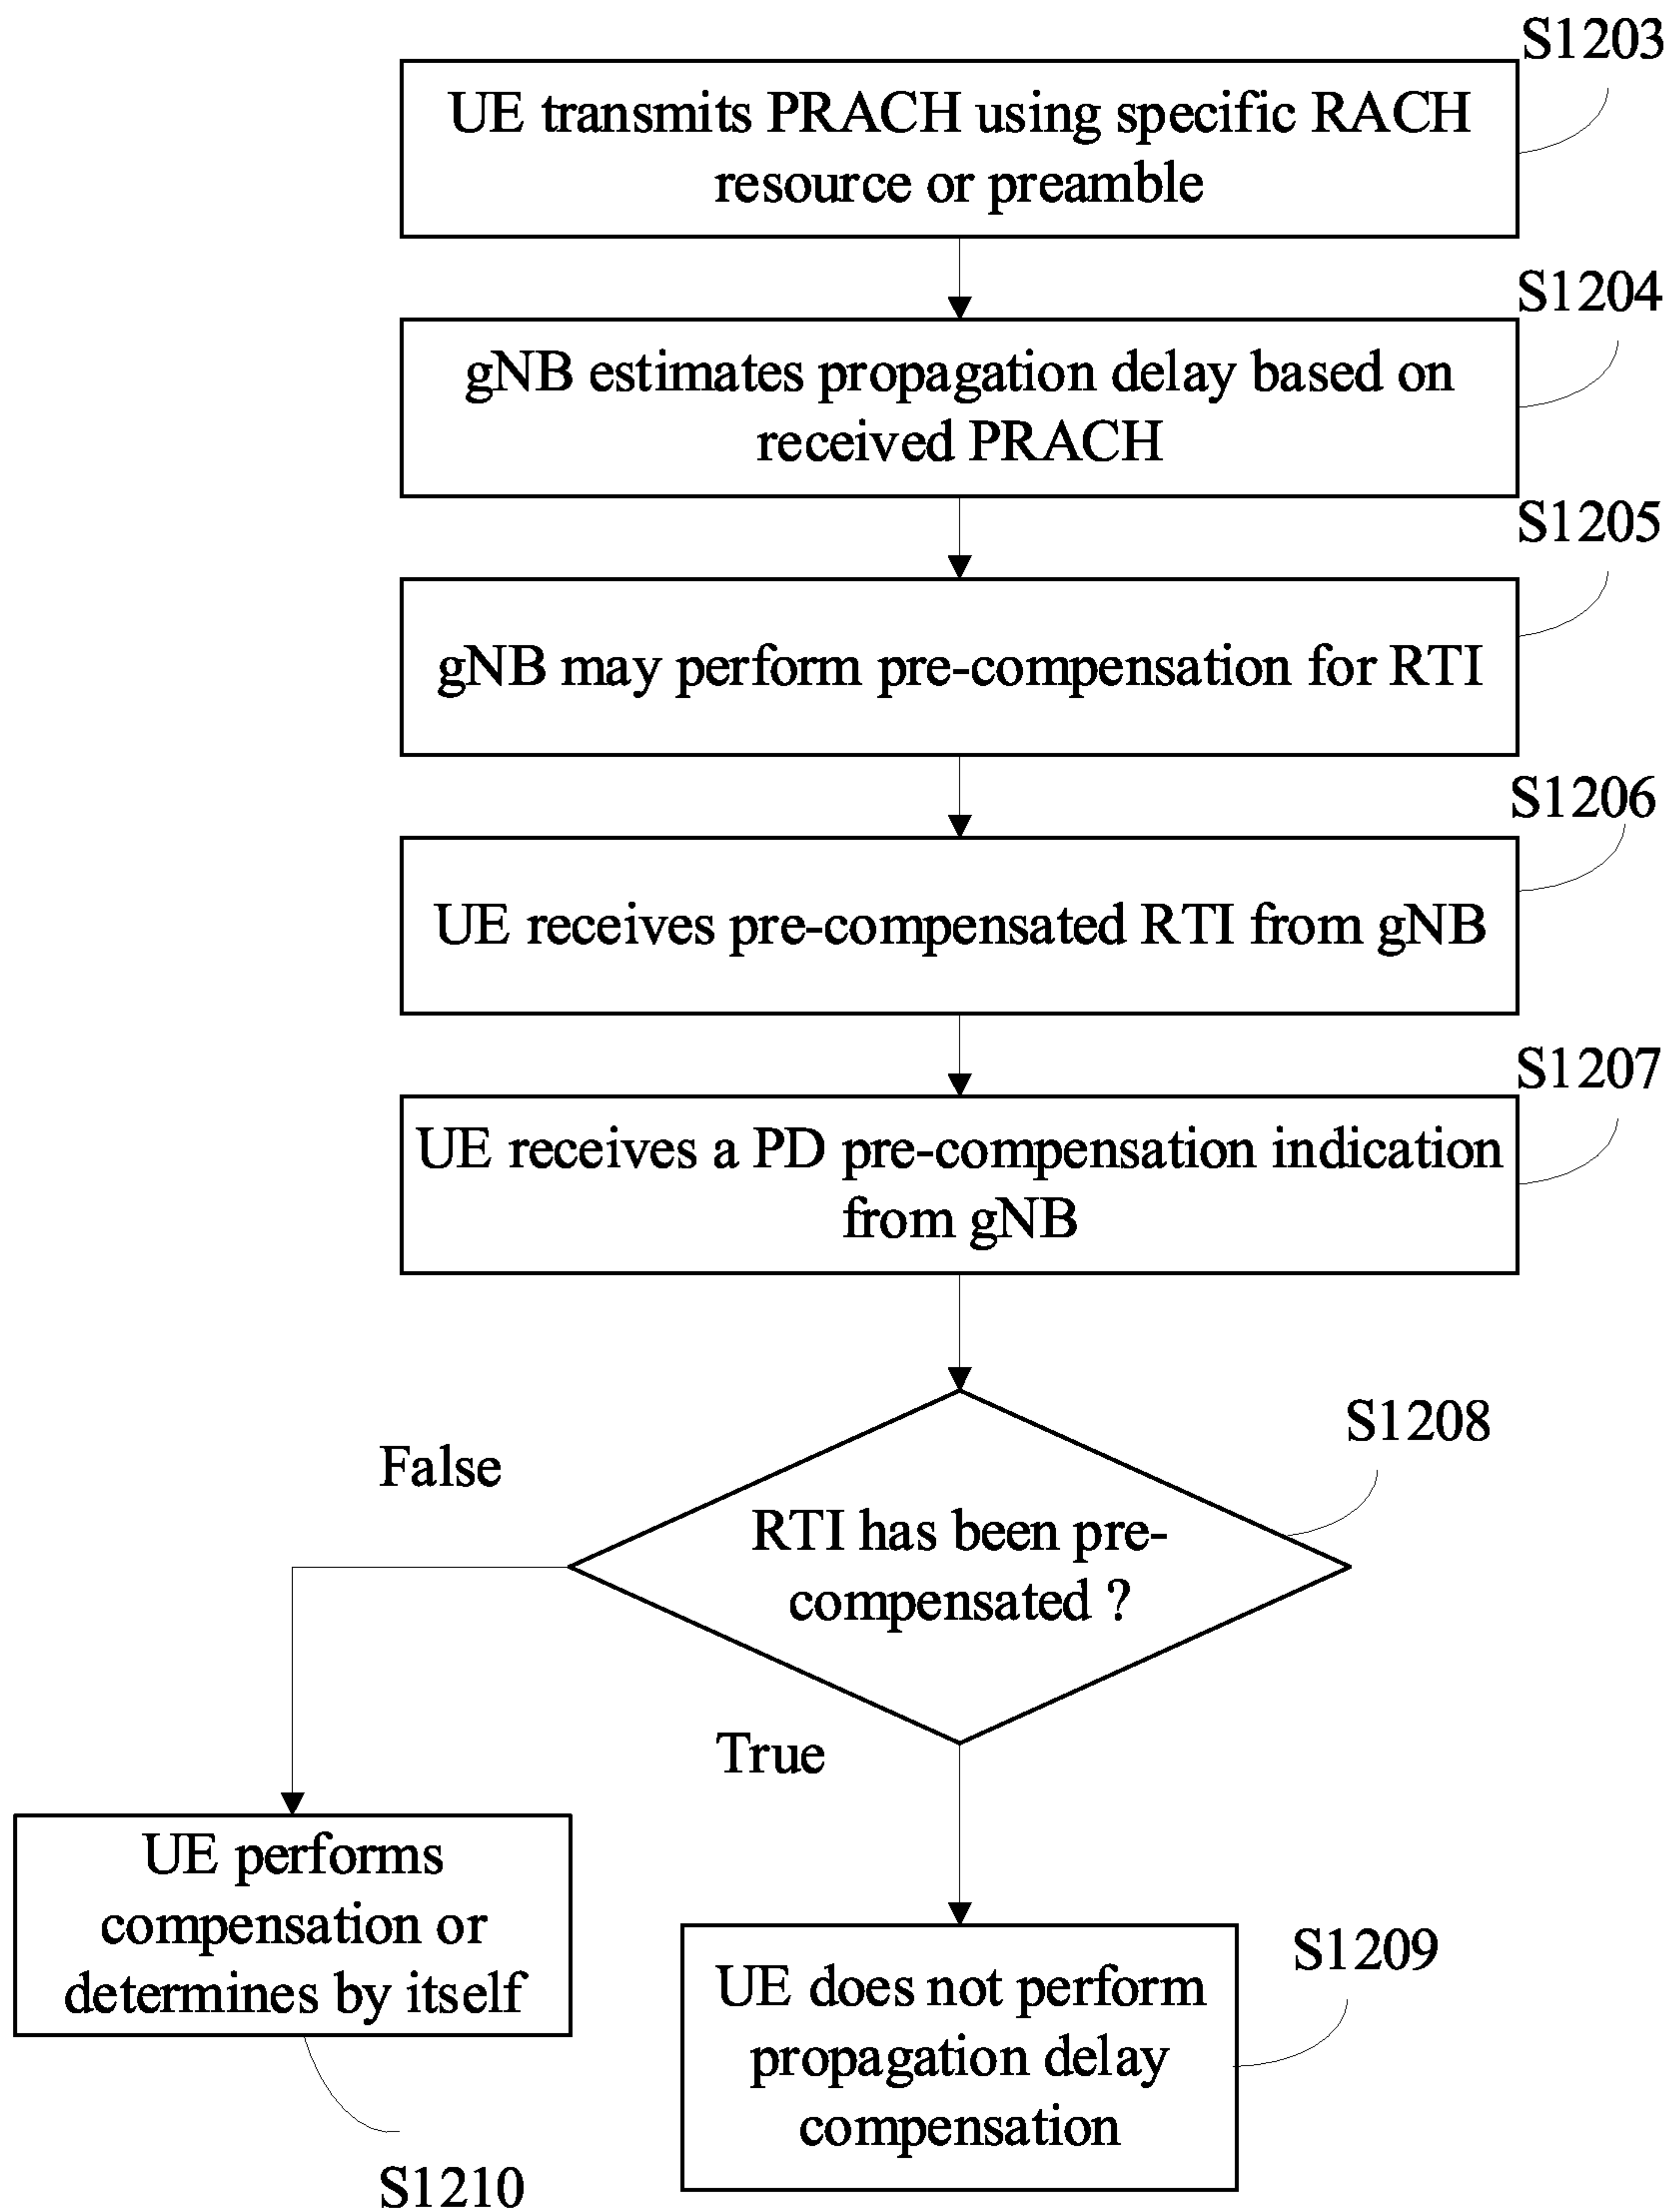 S1203
UE transmits PRACH using specific RACH
resource or preamble
S1204
gNB estimates propagation delay based on
received PRACH
S1205
gNB may perform pre-compensation for RTI
S1206
UE receives pre-compensated RTI from gNB
S1207
UE receives a PD pre-compensation indication
from gNB
S1208
False
RTI has been pre-
compensated ?
True
UE performs
compensation or
determines by itself
S1209
UE does not perform
propagation delay
compensation
S1210